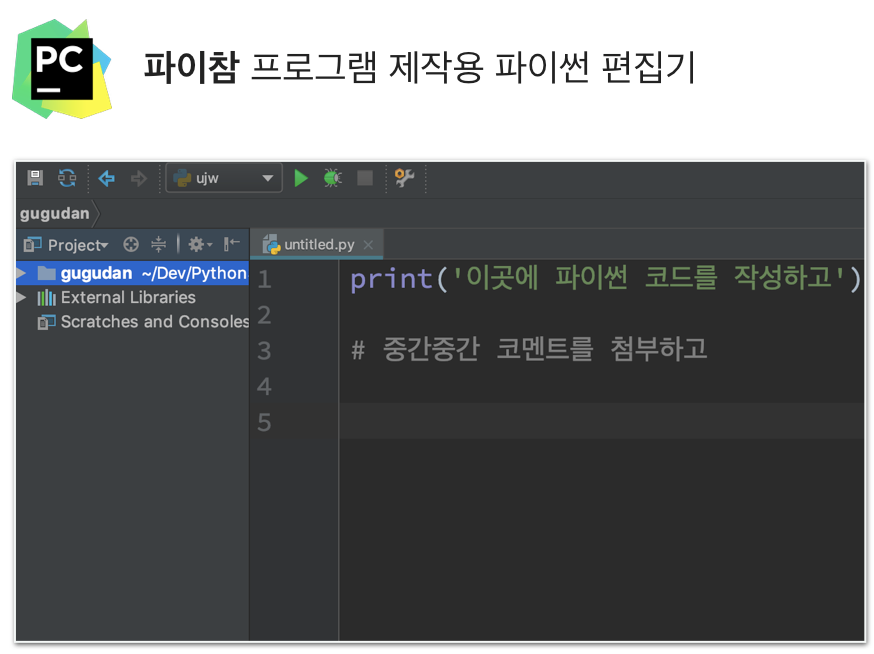 PC
파이참 프로그램 제작용 파이썬 편집기
ujw
gugudan
Project
untitled.py
gugudan ~/Dev/Python
External Libraries
Scratches and Consoles
1 print('이곳에 파이썬 코드를 작성하고')
2
3 # 중간중간 코멘트를 첨부하고
4
5